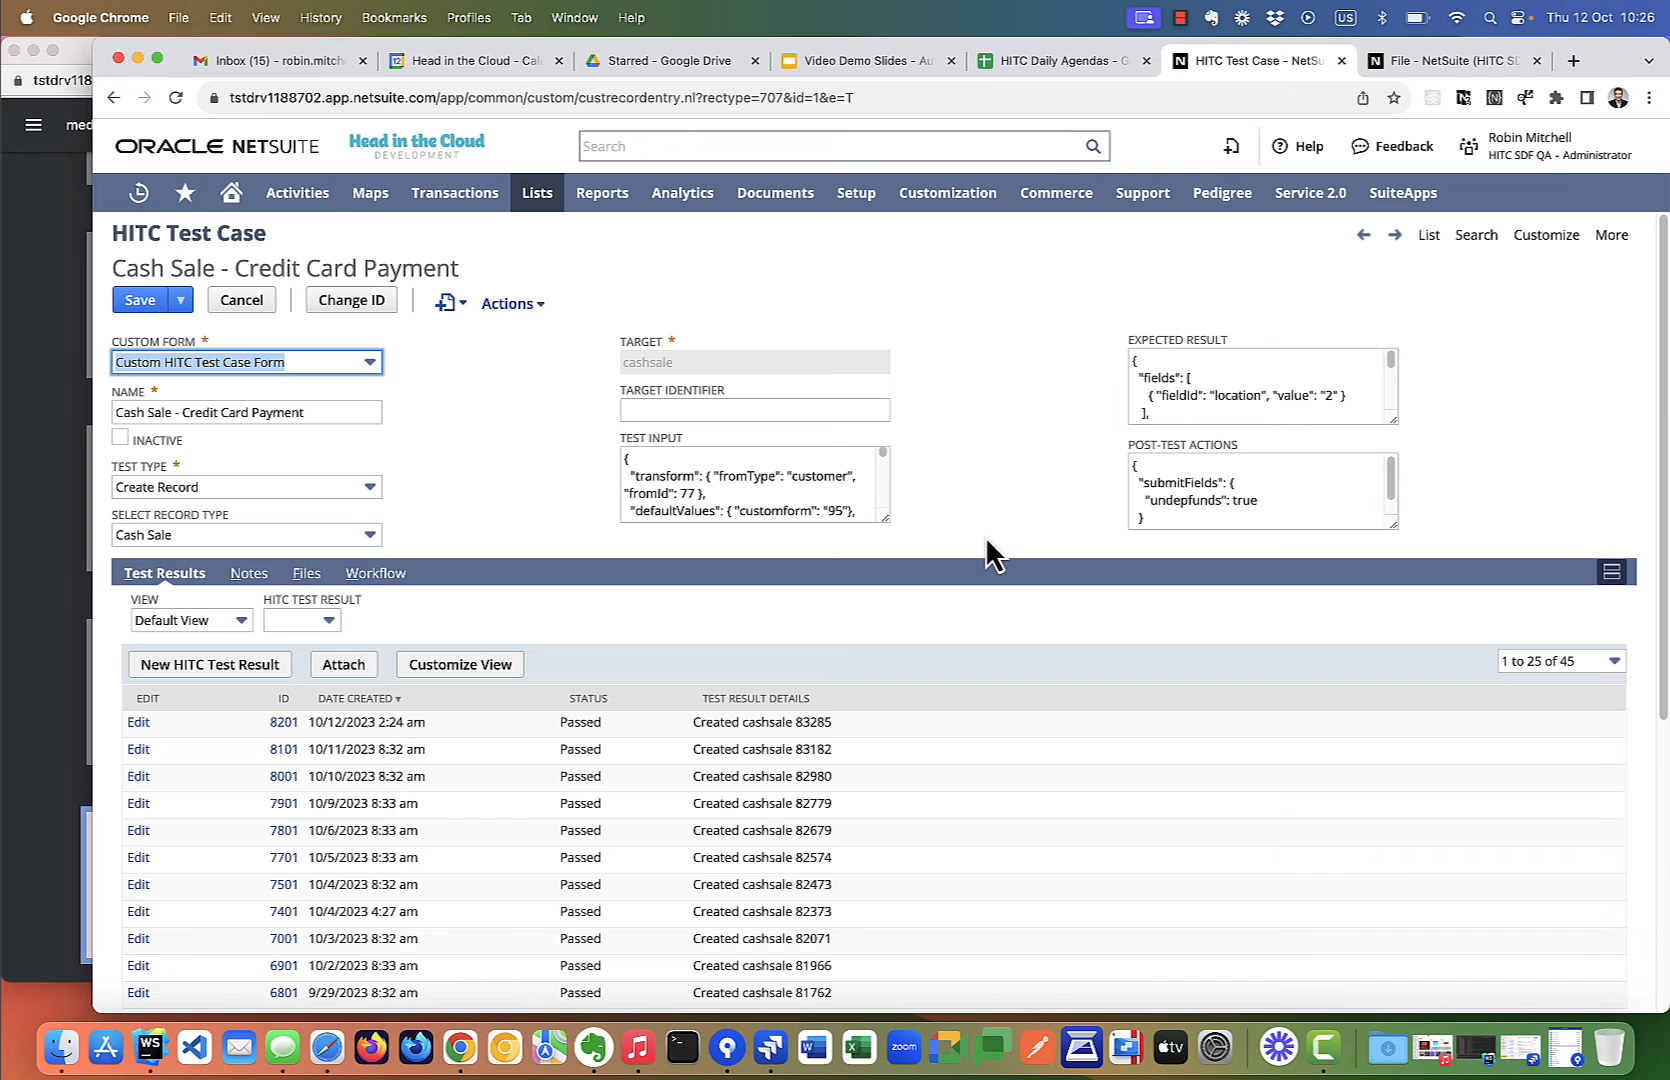 Google Chrome File Edit View History Bookmarks Profiles Tab Window Help US Thu 12 Oct 10:26
Inbox (15) - robin.mitch Head in the Cloud - Cal Starred - Google Drive Video Demo Slides - Au HITC Daily Agendas - G HITC Test Case - NetSu File - NetSuite (HITC SD
tstdrv118 tstdrv1188702.app.netsuite.com/app/common/custom/custrecordentry.nl?rectype=707&id=1&e=T
med
ORACLE NETSUITE Head in the Cloud Search Help Feedback Robin Mitchell
DEVELOPMENT HITC SDF QA - Administrator
Activities Maps Transactions Lists Reports Analytics Documents Setup Customization Commerce Support Pedigree Service 2.0 SuiteApps
HITC Test Case List Search Customize More
Cash Sale - Credit Card Payment
Save Cancel Change ID Actions
CUSTOM FORM *
Custom HITC Test Case Form
NAME *
Cash Sale - Credit Card Payment
INACTIVE
TEST TYPE *
Create Record
SELECT RECORD TYPE
Cash Sale
TARGET *
cashsale
TARGET IDENTIFIER
TEST INPUT
{
"transform": { "fromType": "customer",
"fromId": 77 },
"defaultValues": { "customform": "95"},
EXPECTED RESULT
{
"fields": [
{ "fieldId": "location", "value": "2" }
],
POST-TEST ACTIONS
{
"submitFields": {
"undepfunds": true
}
Test Results Notes Files Workflow
VIEW HITC TEST RESULT
Default View
New HITC Test Result Attach Customize View 1 to 25 of 45
EDIT ID DATE CREATED ▼ STATUS TEST RESULT DETAILS
Edit 8201 10/12/2023 2:24 am Passed Created cashsale 83285
Edit 8101 10/11/2023 8:32 am Passed Created cashsale 83182
Edit 8001 10/10/2023 8:32 am Passed Created cashsale 82980
Edit 7901 10/9/2023 8:33 am Passed Created cashsale 82779
Edit 7801 10/6/2023 8:33 am Passed Created cashsale 82679
Edit 7701 10/5/2023 8:33 am Passed Created cashsale 82574
Edit 7501 10/4/2023 8:32 am Passed Created cashsale 82473
Edit 7401 10/4/2023 4:27 am Passed Created cashsale 82373
Edit 7001 10/3/2023 8:32 am Passed Created cashsale 82071
Edit 6901 10/2/2023 8:33 am Passed Created cashsale 81966
Edit 6801 9/29/2023 8:32 am Passed Created cashsale 81762
WS zoom tv